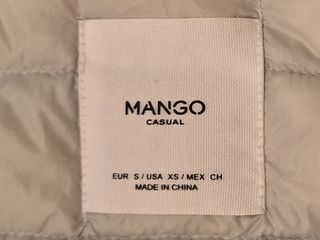 MANGO
CASUAL
EUR S / USA XS / MEX CH
MADE IN CHINA